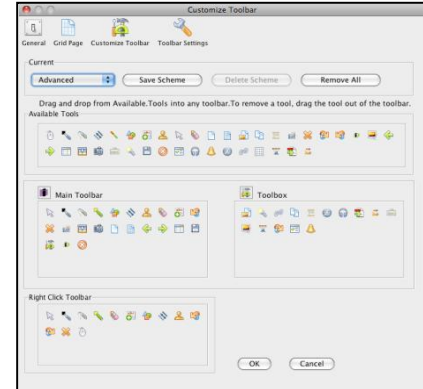 Customize Toolbar
General Grid Page Customize Toolbar Toolbar Settings
Current
Advanced Save Scheme Delete Scheme Remove All
Drag and drop from Available.Tools into any toolbar.To remove a tool, drag the tool out of the toolbar.
Available Tools
Main Toolbar Toolbox
Right Click Toolbar
OK Cancel